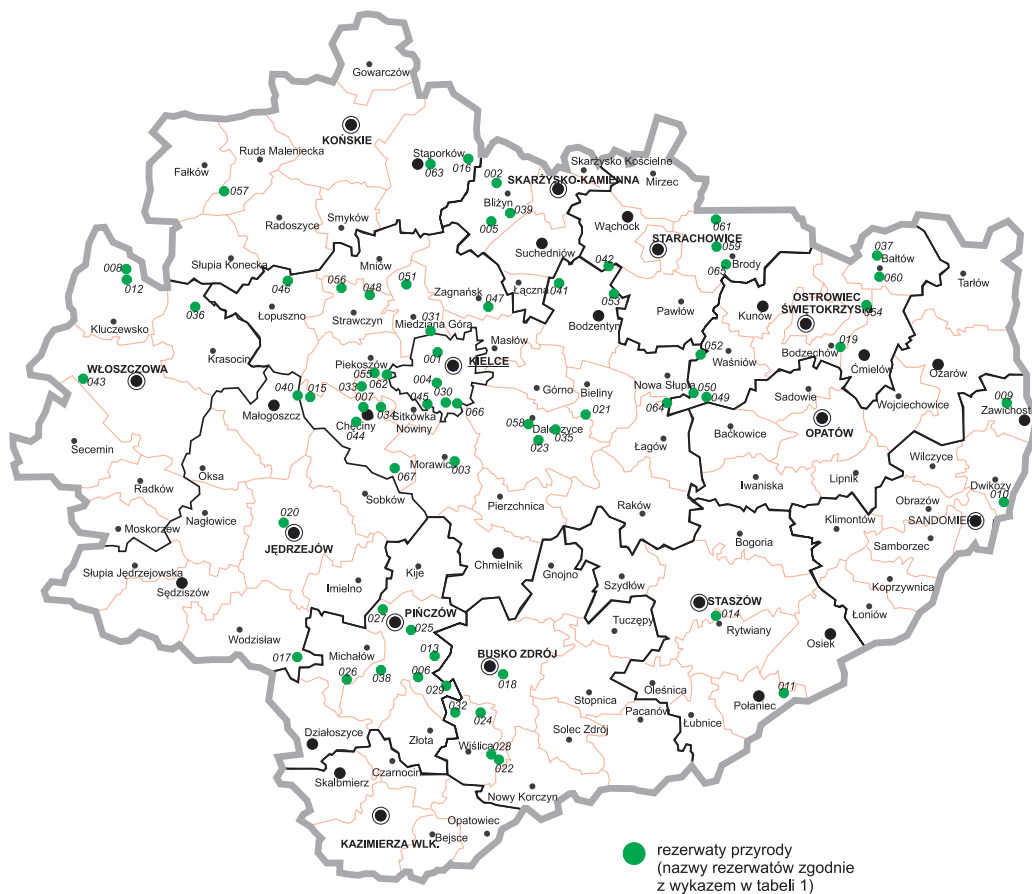 Gowarczów
KOŃSKIE
Ruda Maleniecka
Fałków
057
Stąporków
063
016
Radoszyce
Smyków
Słupia Konecka
002
Skarżysko Kościelne
SKARŻYSKO-KAMIENNA
Mirzec
Bliżyn
039
005
Suchedniów
Wąchock
STARACHOWICE
061
059
065
Brody
042
037
Bałtów
060
Tarłów
008
012
Mniów
051
056
048
046
Zagnańsk
047
Łączna
041
053
Bodzentyn
Pawłów
Kunów
OSTROWIEC
ŚWIĘTOKRZYSKI
054
036
Łopuszno
Strawczyn
031
Miedziana Góra
Masłów
Kluczewsko
Krasocin
001
KIELCE
052
Waśniów
Bodzechów
019
Ćmielów
Ożarów
WŁOSZCZOWA
043
Piekoszów
055
062
033
004
Górno
Bieliny
Nowa Słupia
050
049
064
Sadowie
Wojciechowice
009
Zawichost
040
015
Małogoszcz
007
034
Chęciny
044
045
030
066
Sitkówka
Nowiny
021
058
Daleszyce
035
023
OPATÓW
Baćkowice
Łagów
Secemin
Morawica
003
067
Wilczyce
Dwikozy
010
Oksa
Radków
Sobków
Pierzchnica
Iwaniska
Lipnik
Obrazów
Raków
Klimontów
SANDOMIERZ
Moskorzew
Nagłowice
020
JĘDRZEJÓW
Bogoria
Samborzec
Słupia Jędrzejowska
Sędziszów
Imielno
Kije
Chmielnik
Gnojno
Szydłów
Koprzywnica
PIŃCZÓW
027
025
STASZÓW
014
Rytwiany
Łoniów
Tuczępy
Osiek
Wodzisław
017
Michałów
013
BUSKO ZDRÓJ
018
026
038
006
029
Oleśnica
Połaniec
011
Stopnica
Pacanów
Łubnice
032
024
Solec Zdrój
Działoszyce
Złota
Wiślica
028
022
Skalbmierz
Czarnocin
Nowy Korczyn
KAZIMIERZA WLK.
Opatowiec
Bejsce
rezerwaty przyrody
(nazwy rezerwatów zgodnie
z wykazem w tabeli 1)